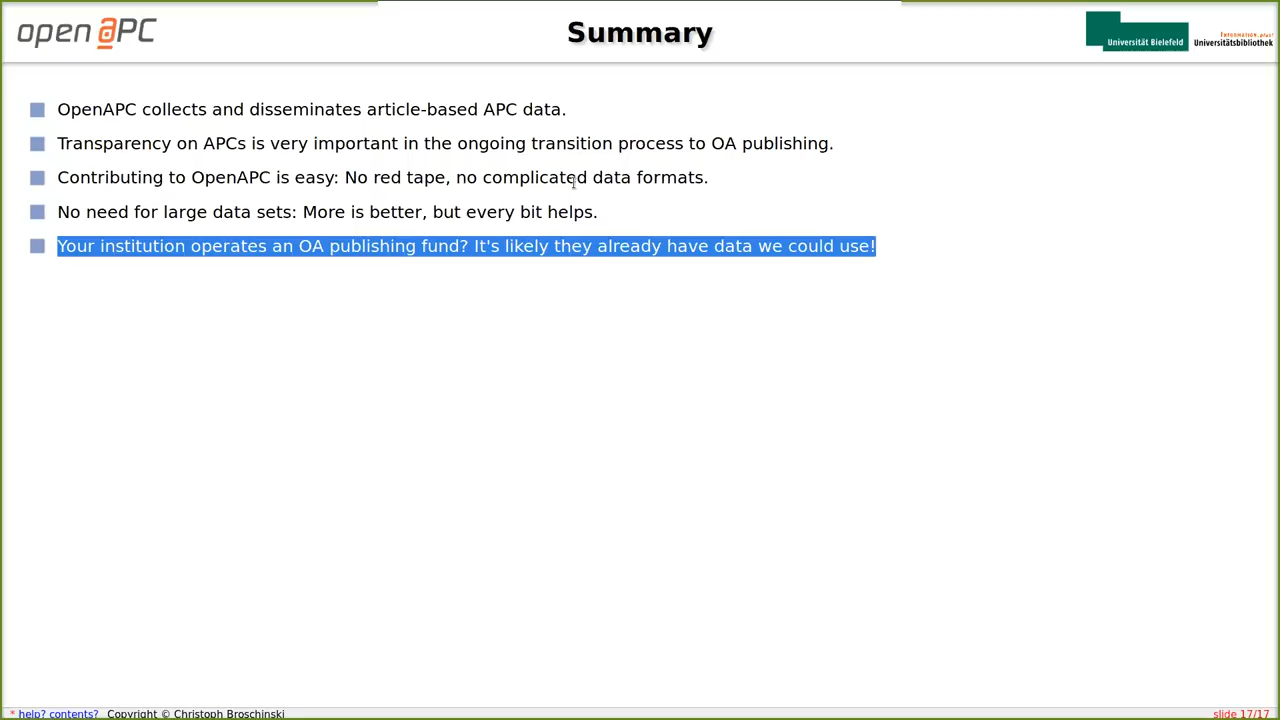 open aPC
Summary
Universität Bielefeld
Information.plus!
Universitätsbibliothek
OpenAPC collects and disseminates article-based APC data.
Transparency on APCs is very important in the ongoing transition process to OA publishing.
Contributing to OpenAPC is easy: No red tape, no complicated data formats.
No need for large data sets: More is better, but every bit helps.
Your institution operates an OA publishing fund? It's likely they already have data we could use!
* help? contents? Copyright © Christoph Broschinski
slide 17/17